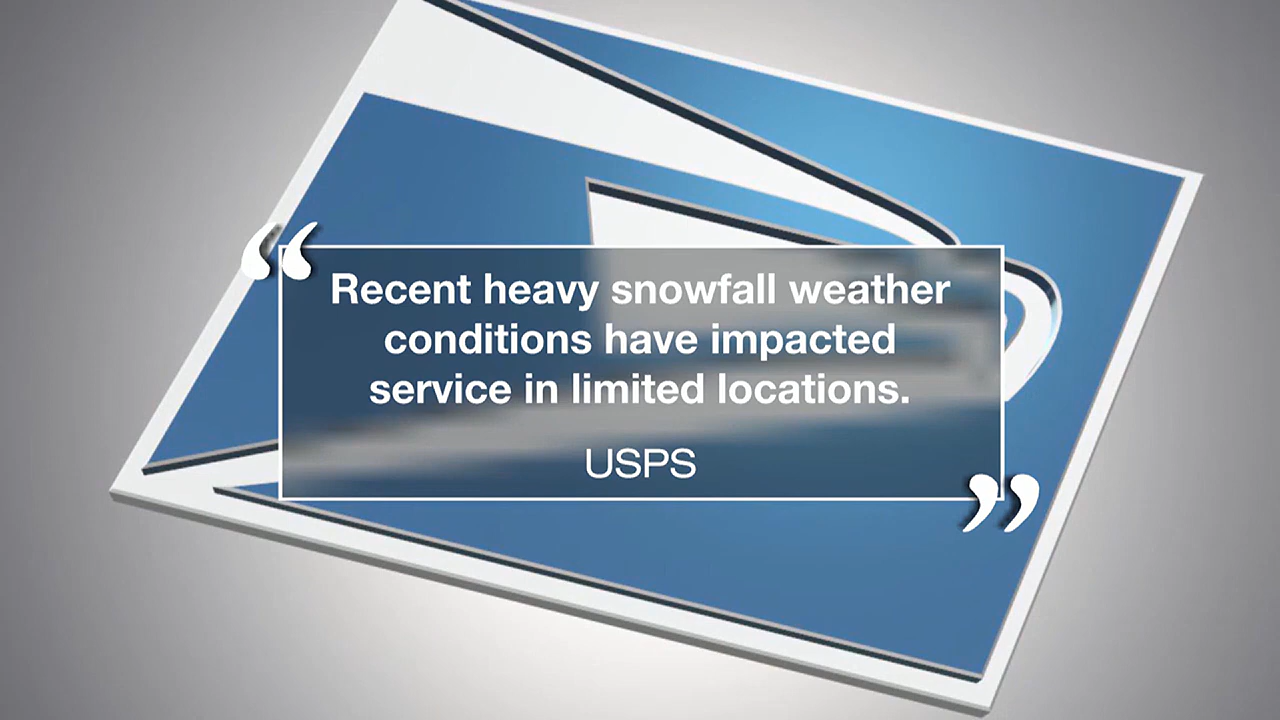 “Recent heavy snowfall weather
conditions have impacted
service in limited locations.
USPS”